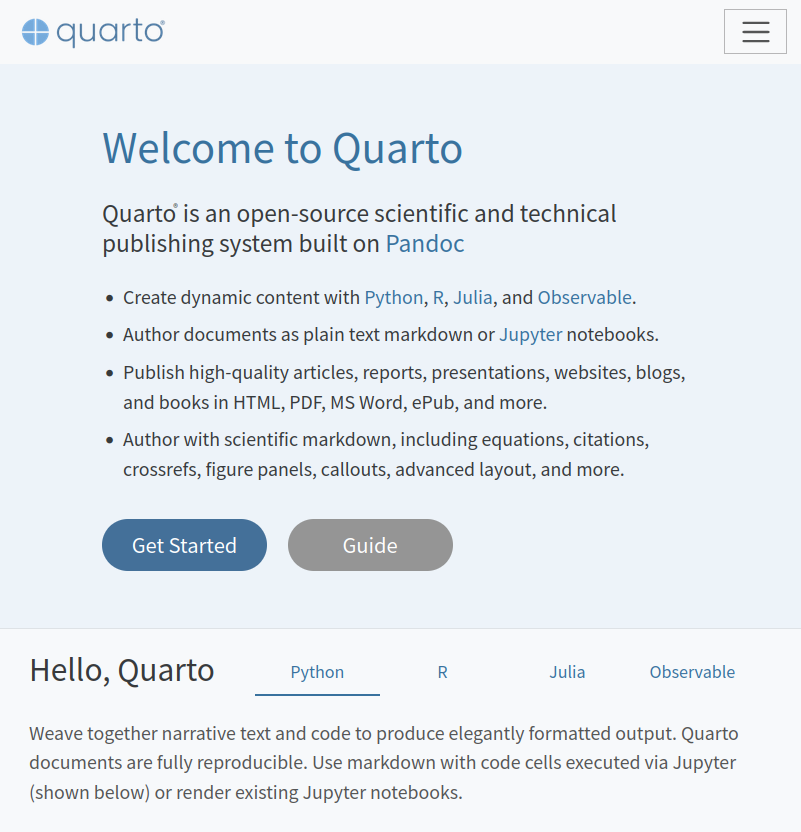 quarto®
Welcome to Quarto
Quarto® is an open-source scientific and technical
publishing system built on Pandoc
• Create dynamic content with Python, R, Julia, and Observable.
• Author documents as plain text markdown or Jupyter notebooks.
• Publish high-quality articles, reports, presentations, websites, blogs,
and books in HTML, PDF, MS Word, ePub, and more.
• Author with scientific markdown, including equations, citations,
crossrefs, figure panels, callouts, advanced layout, and more.
Get Started Guide
Hello, Quarto Python R Julia Observable
Weave together narrative text and code to produce elegantly formatted output. Quarto
documents are fully reproducible. Use markdown with code cells executed via Jupyter
(shown below) or render existing Jupyter notebooks.